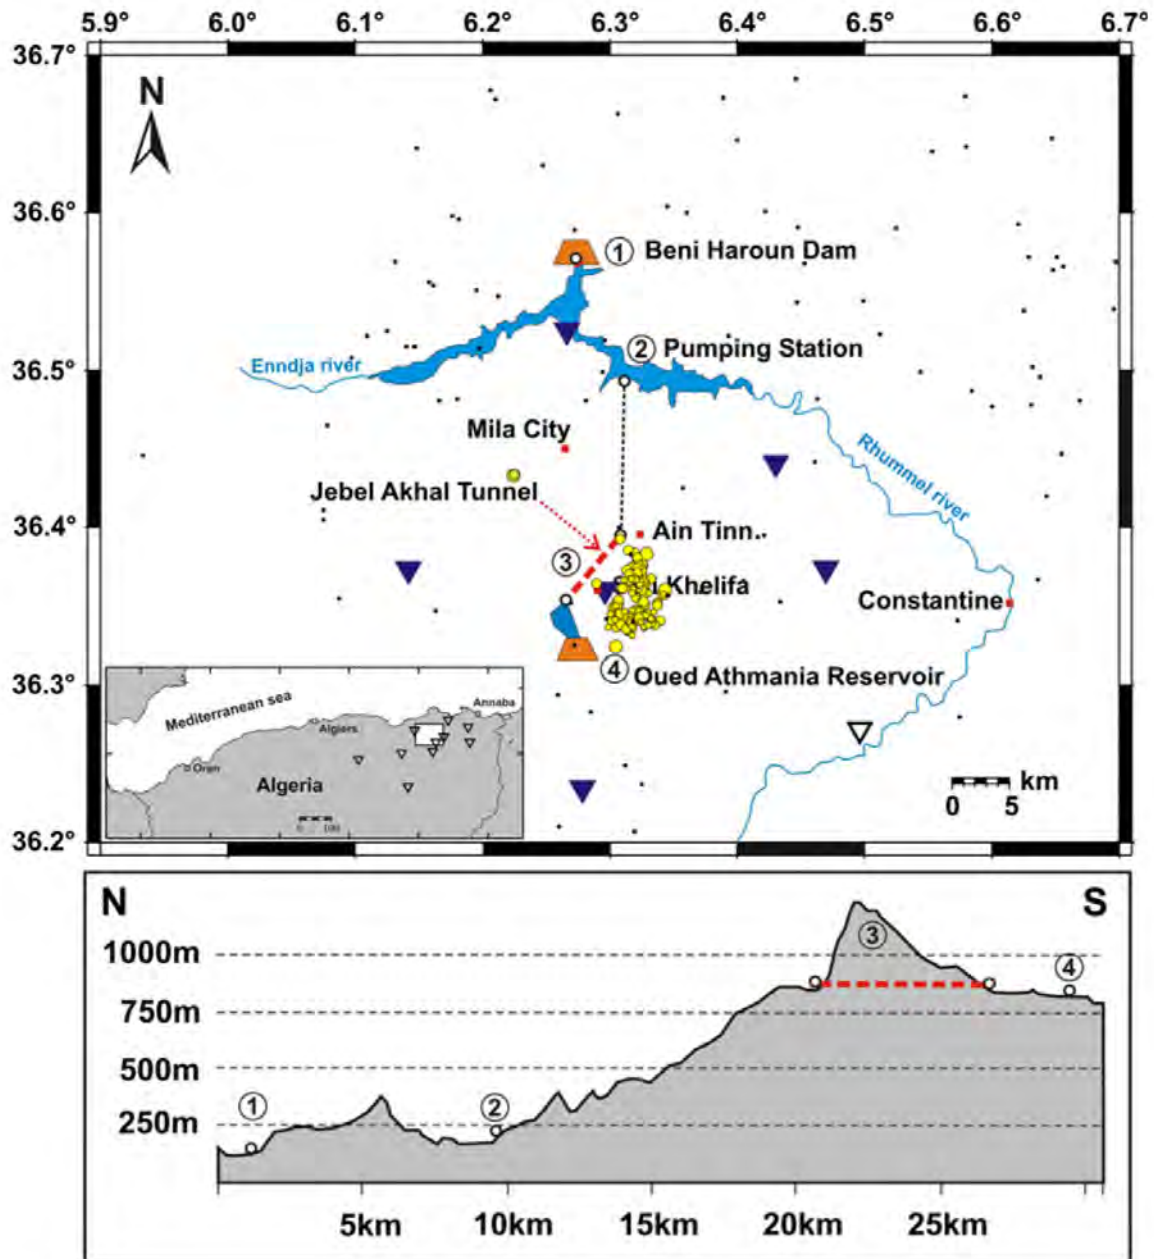 5.9° 6.0° 6.1° 6.2° 6.3° 6.4° 6.5° 6.6° 6.7°
36.7°
N
36.6°
1 Beni Haroun Dam
2 Pumping Station
36.5°
Enndja river
Mila City
Rhummel river
Jebel Akhal Tunnel
36.4°
Ain Tinn
3
Khelifa
Constantine
36.3°
4 Oued Athmania Reservoir
Mediterranean sea
Annaba
Algiers
Oran
Algeria
0 100
km
0 5
36.2°
N S
1000m
3
4
750m
500m
1
2
250m
5km 10km 15km 20km 25km